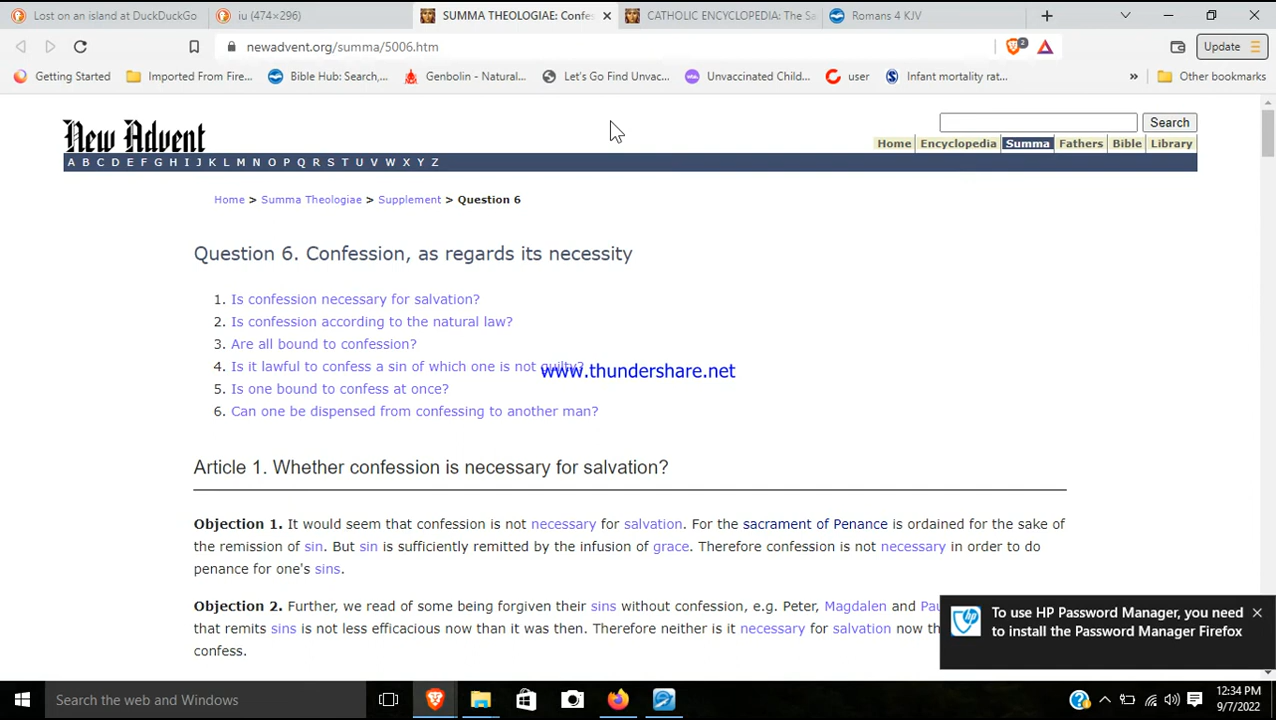 Lost on an island at DuckDuckGo
iu (474×296)
SUMMA THEOLOGIAE: Confes
CATHOLIC ENCYCLOPEDIA: The Sa
Romans 4 KJV
newadvent.org/summa/5006.htm
2
Update
Getting Started
Imported From Fire...
Bible Hub: Search,...
Genbolin - Natural...
Let's Go Find Unvac...
Unvaccinated Child...
user
Infant mortality rat...
»
Other bookmarks
New Advent
Search
Home Encyclopedia Summa Fathers Bible Library
A B C D E F G H I J K L M N O P Q R S T U V W X Y Z
Home > Summa Theologiae > Supplement > Question 6
Question 6. Confession, as regards its necessity
1. Is confession necessary for salvation?
2. Is confession according to the natural law?
3. Are all bound to confession?
4. Is it lawful to confess a sin of which one is not guilty?
www.thundershare.net
5. Is one bound to confess at once?
6. Can one be dispensed from confessing to another man?
Article 1. Whether confession is necessary for salvation?
Objection 1. It would seem that confession is not necessary for salvation. For the sacrament of Penance is ordained for the sake of
the remission of sin. But sin is sufficiently remitted by the infusion of grace. Therefore confession is not necessary in order to do
penance for one's sins.
Objection 2. Further, we read of some being forgiven their sins without confession, e.g. Peter, Magdalen and
that remits sins is not less efficacious now than it was then. Therefore neither is it necessary for salvation now
confess.
To use HP Password Manager, you need
to install the Password Manager Firefox
Search the web and Windows
12:34 PM
9/7/2022